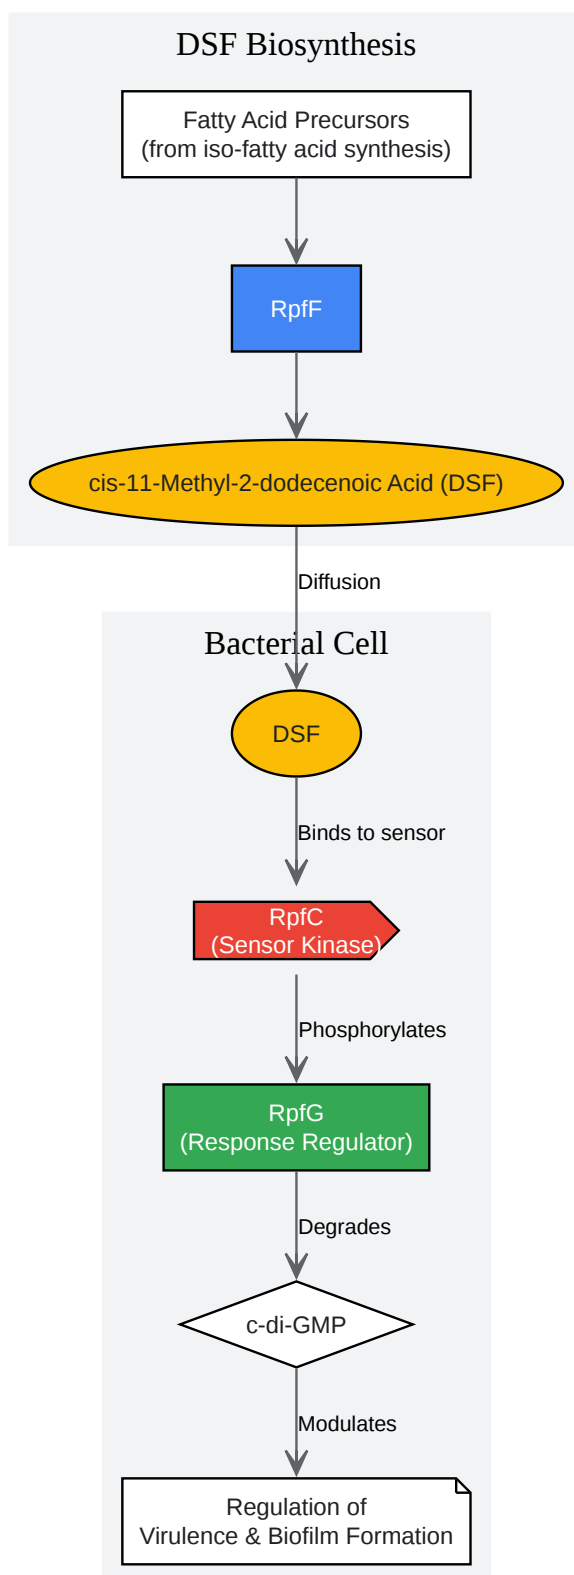 DSF Biosynthesis
Fatty Acid Precursors
(from iso-fatty acid synthesis)
RpfF
cis-11-Methyl-2-dodecenoic Acid (DSF)
Diffusion
Bacterial Cell
DSF
Binds to sensor
RpfC
(Sensor Kinase)
Phosphorylates
RpfG
(Response Regulator)
Degrades
c-di-GMP
Modulates
Regulation of
Virulence & Biofilm Formation